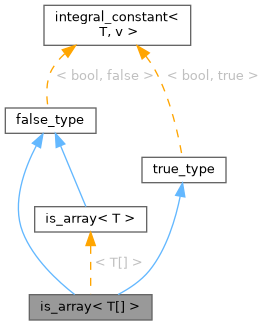 integral_constant<
T, v >
< bool, false >
< bool, true >
false_type
true_type
is_array< T >
< T[] >
is_array< T[] >